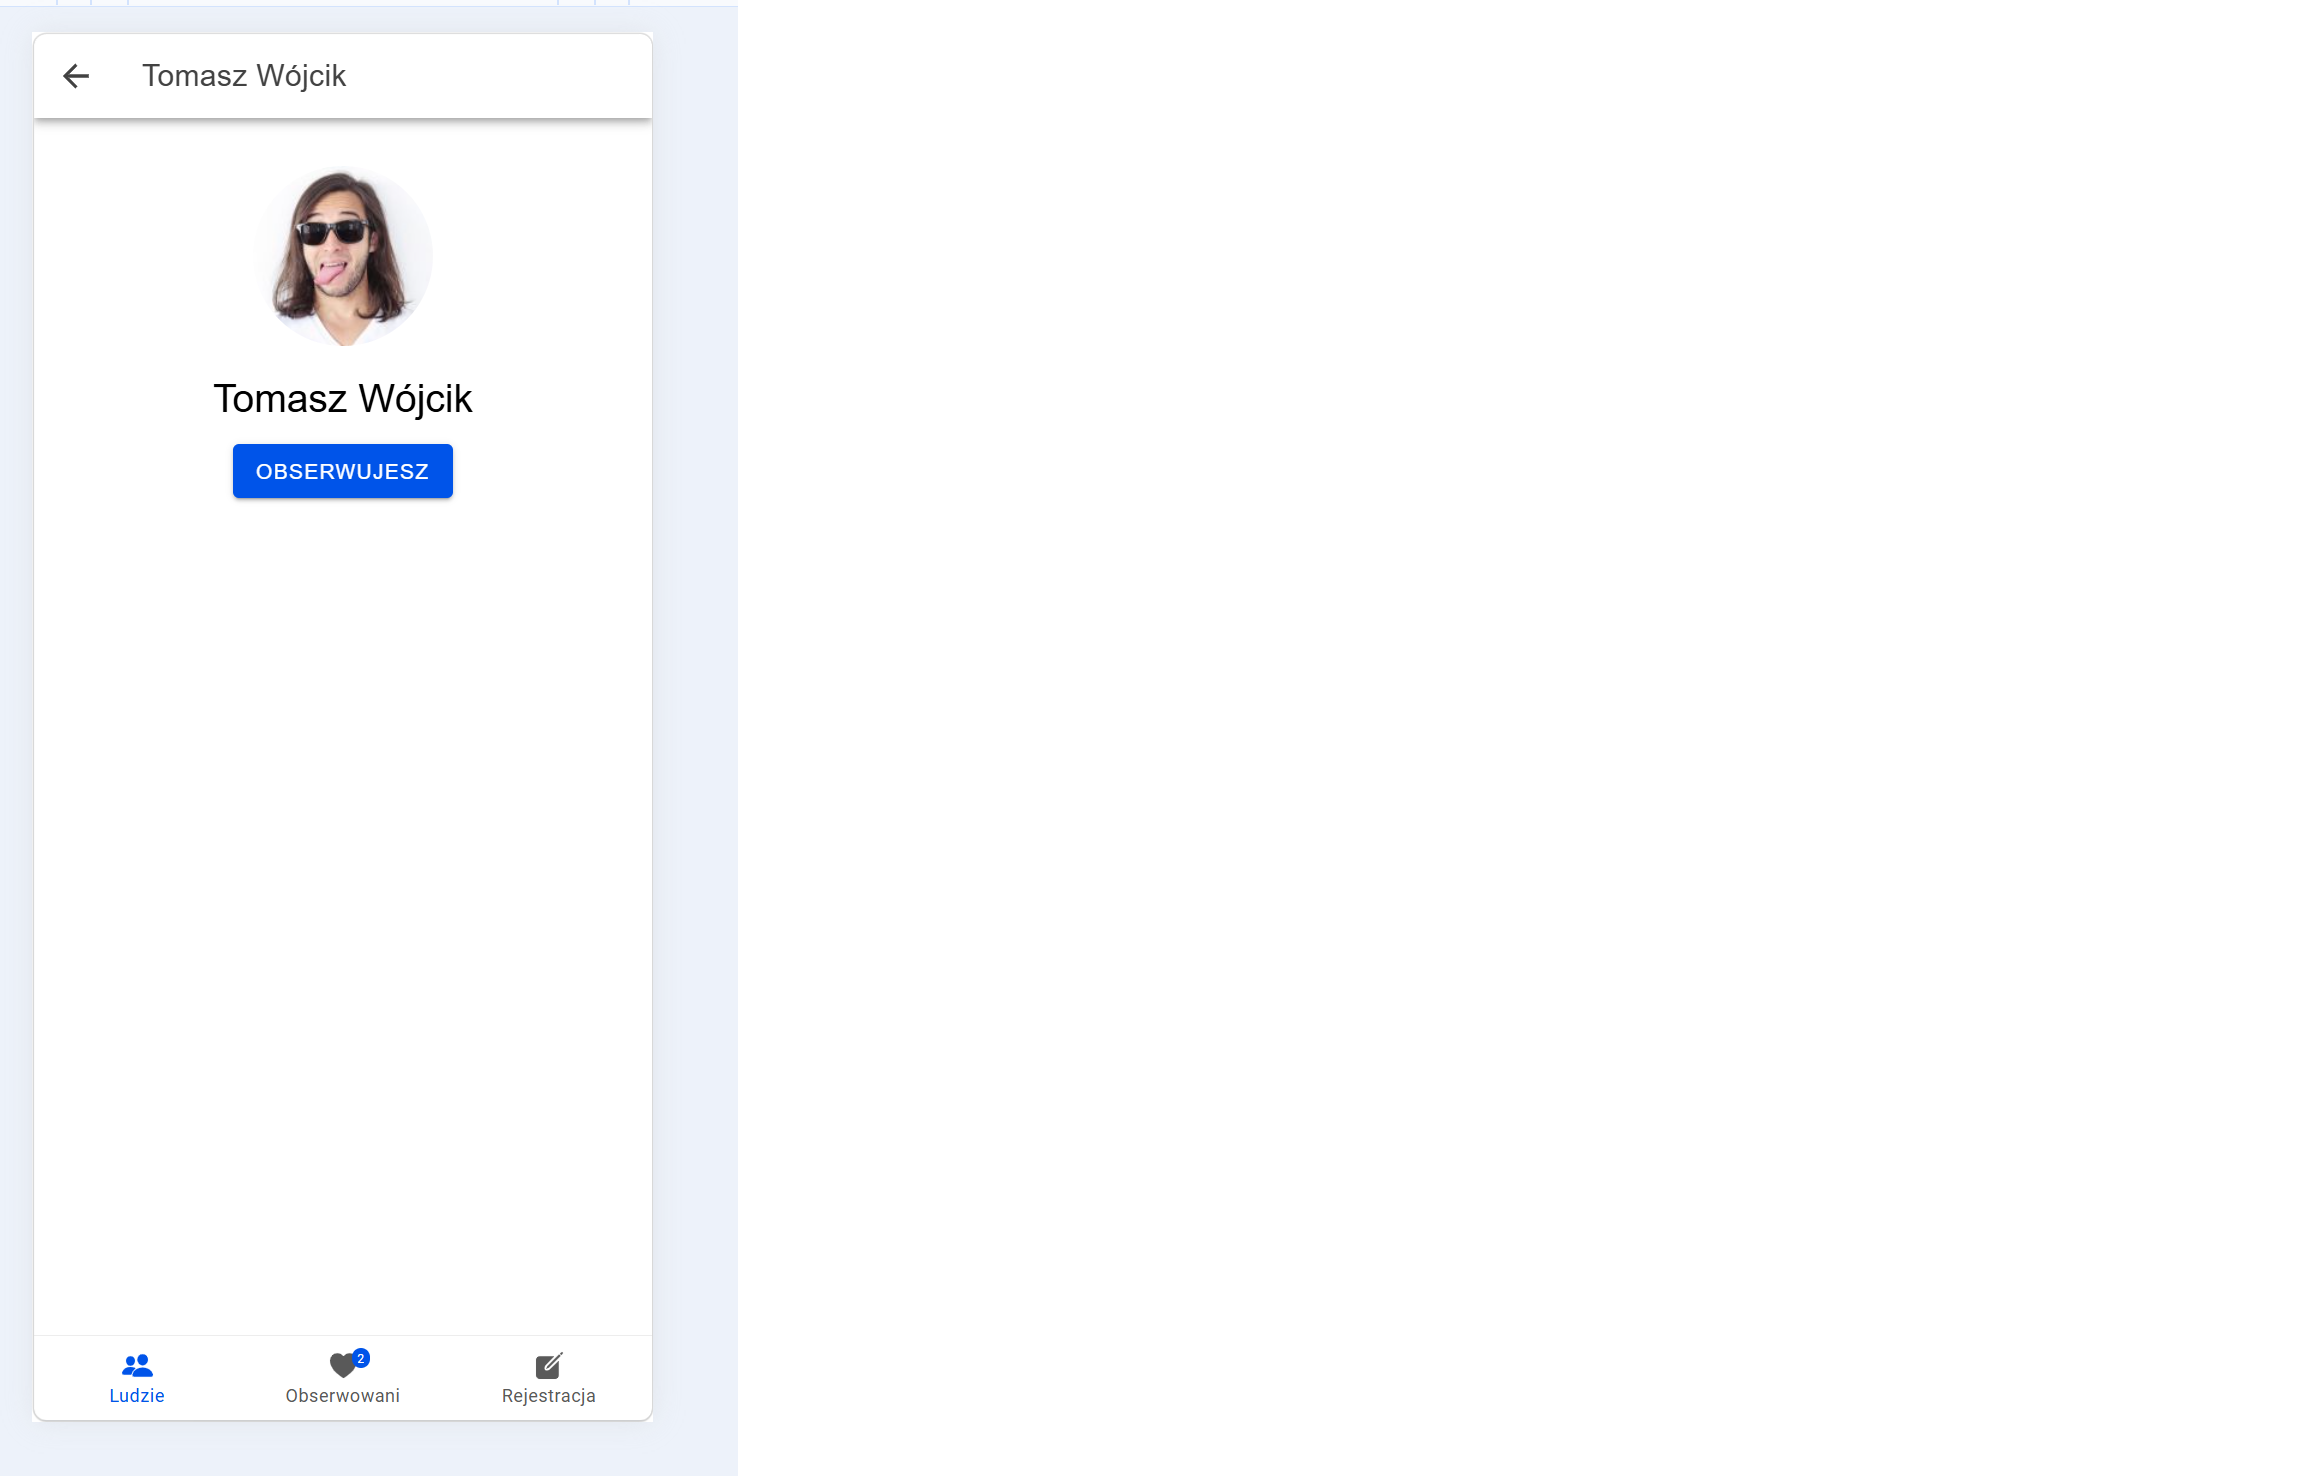 Tomasz Wójcik
Tomasz Wójcik
OBSERWUJESZ
2
Ludzie
Obserwowani
Rejestracja